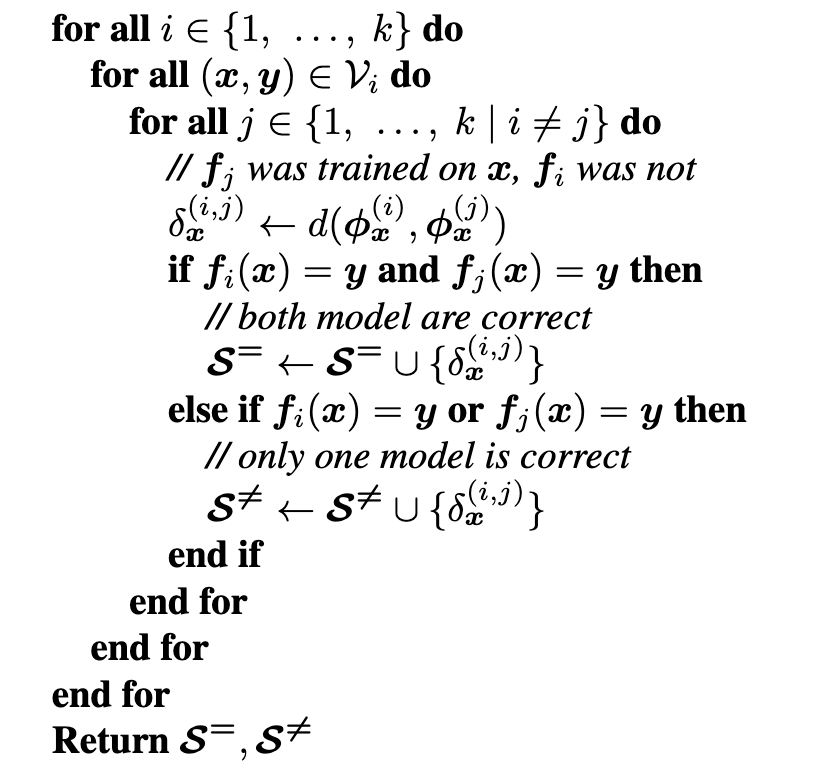 for all i ∈ {1, …, k} do
for all (x, y) ∈ 𝒱ᵢ do
for all j ∈ {1, …, k | i ≠ j} do
// fⱼ was trained on x, fᵢ was not
δₓ^(i,j) ← d(ϕₓ^(i), ϕₓ^(j))
if fᵢ(x) = y and fⱼ(x) = y then
// both model are correct
𝓢^= ← 𝓢^= ∪ {δₓ^(i,j)}
else if fᵢ(x) = y or fⱼ(x) = y then
// only one model is correct
𝓢^≠ ← 𝓢^≠ ∪ {δₓ^(i,j)}
end if
end for
end for
end for
Return 𝓢^=, 𝓢^≠